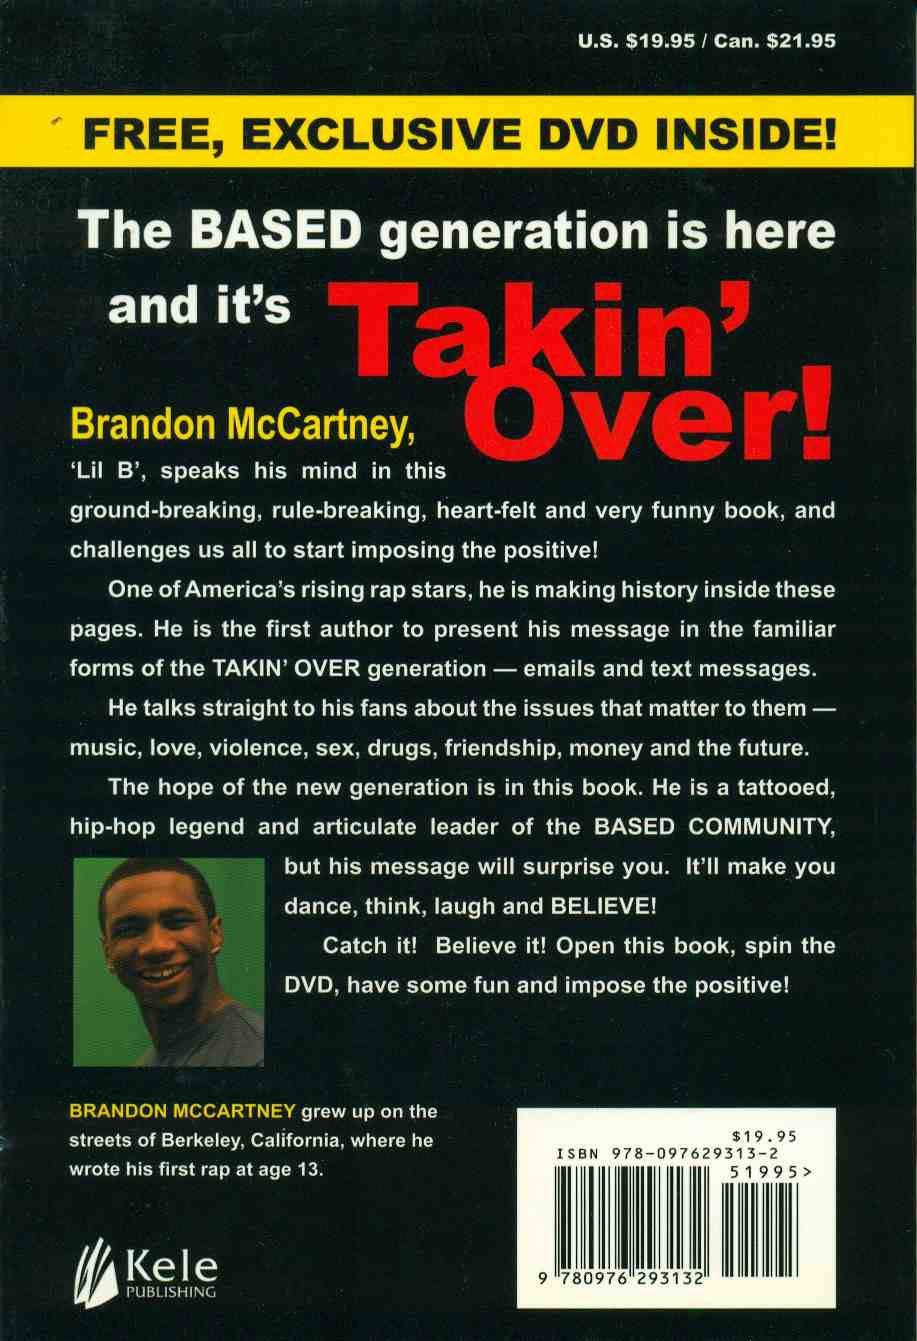 U.S. $19.95 / Can. $21.95
FREE, EXCLUSIVE DVD INSIDE!
The BASED generation is here
and it's Takin'
Over!
Brandon McCartney,
'Lil B', speaks his mind in this
ground-breaking, rule-breaking, heart-felt and very funny book, and
challenges us all to start imposing the positive!
One of America's rising rap stars, he is making history inside these
pages. He is the first author to present his message in the familiar
forms of the TAKIN' OVER generation — emails and text messages.
He talks straight to his fans about the issues that matter to them —
music, love, violence, sex, drugs, friendship, money and the future.
The hope of the new generation is in this book. He is a tattooed,
hip-hop legend and articulate leader of the BASED COMMUNITY,
but his message will surprise you. It'll make you
dance, think, laugh and BELIEVE!
Catch it! Believe it! Open this book, spin the
DVD, have some fun and impose the positive!
BRANDON MCCARTNEY grew up on the
streets of Berkeley, California, where he
wrote his first rap at age 13.
Kele
PUBLISHING
$19.95
ISBN 978-097629313-2
51995>
9 780976 293132